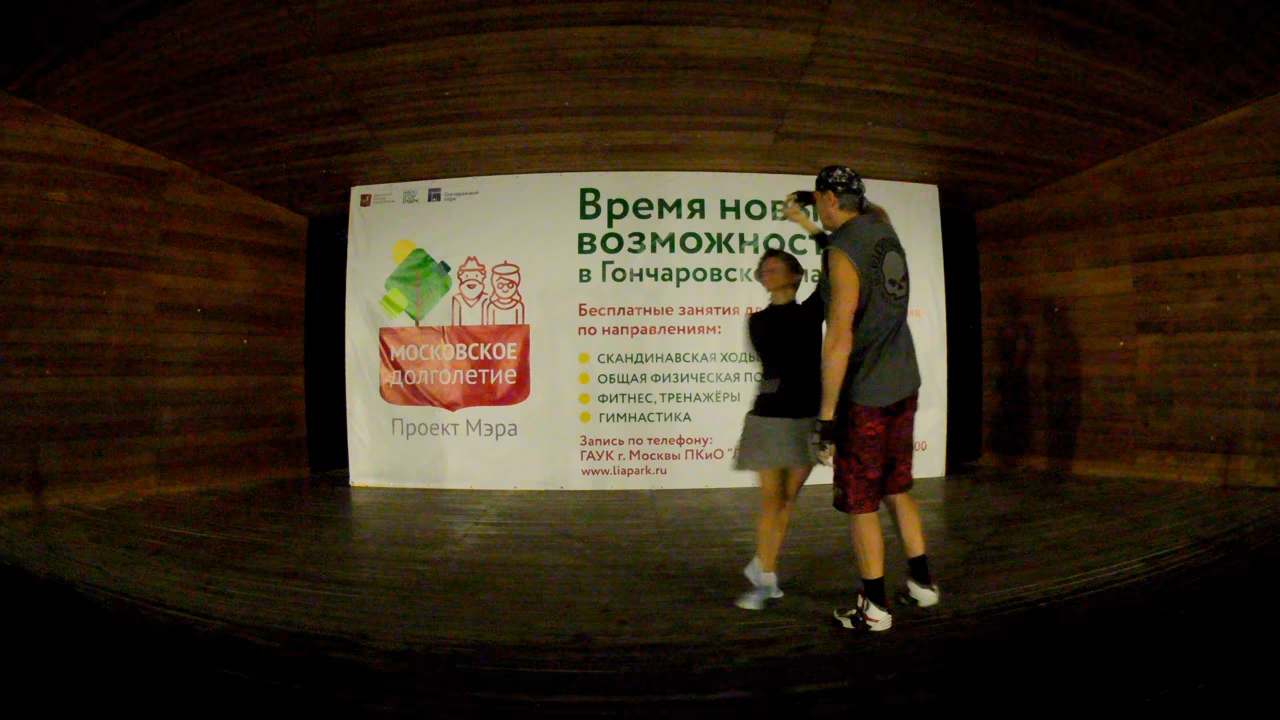 Время новы
возможност
в Гончаровск
МОСКОВСКОЕ
ДОЛГОЛЕТИЕ
Проект Мэра
Бесплатные занятия
по направлениям:
СКАНДИНАВСКАЯ ХОДЬ
ОБЩАЯ ФИЗИЧЕСКАЯ ПО
ФИТНЕС, ТРЕНАЖЁРЫ
ГИМНАСТИКА
Запись по телефону:
ГАУК г. Москвы ПКиО "Л
www.liapark.ru